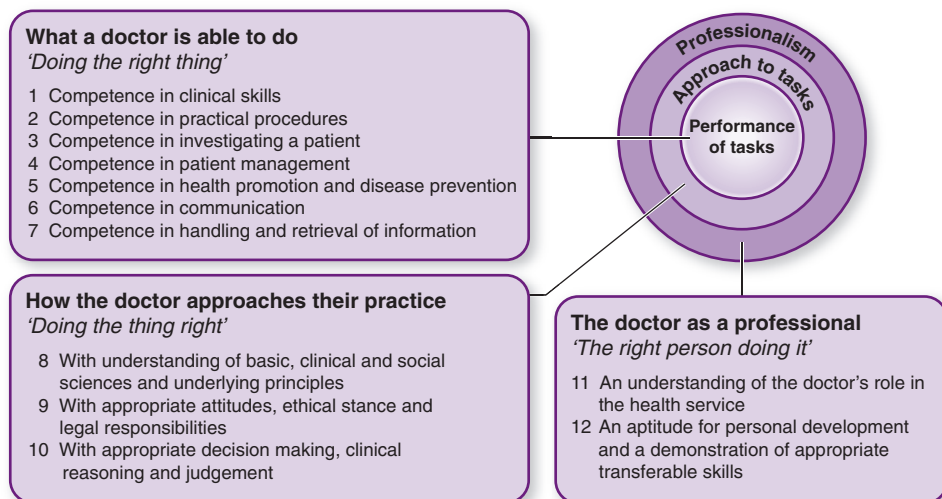 What a doctor is able to do
‘Doing the right thing’
1 Competence in clinical skills
2 Competence in practical procedures
3 Competence in investigating a patient
4 Competence in patient management
5 Competence in health promotion and disease prevention
6 Competence in communication
7 Competence in handling and retrieval of information
Professionalism
Approach to tasks
Performance
of tasks
How the doctor approaches their practice
‘Doing the thing right’
8 With understanding of basic, clinical and social
sciences and underlying principles
9 With appropriate attitudes, ethical stance and
legal responsibilities
10 With appropriate decision making, clinical
reasoning and judgement
The doctor as a professional
‘The right person doing it’
11 An understanding of the doctor’s role in
the health service
12 An aptitude for personal development
and a demonstration of appropriate
transferable skills